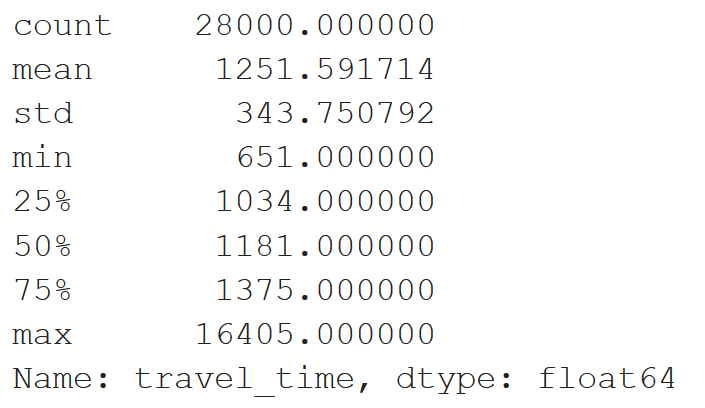 count    28000.000000
mean      1251.591714
std        343.750792
min        651.000000
25%       1034.000000
50%       1181.000000
75%       1375.000000
max      16405.000000
Name: travel_time, dtype: float64